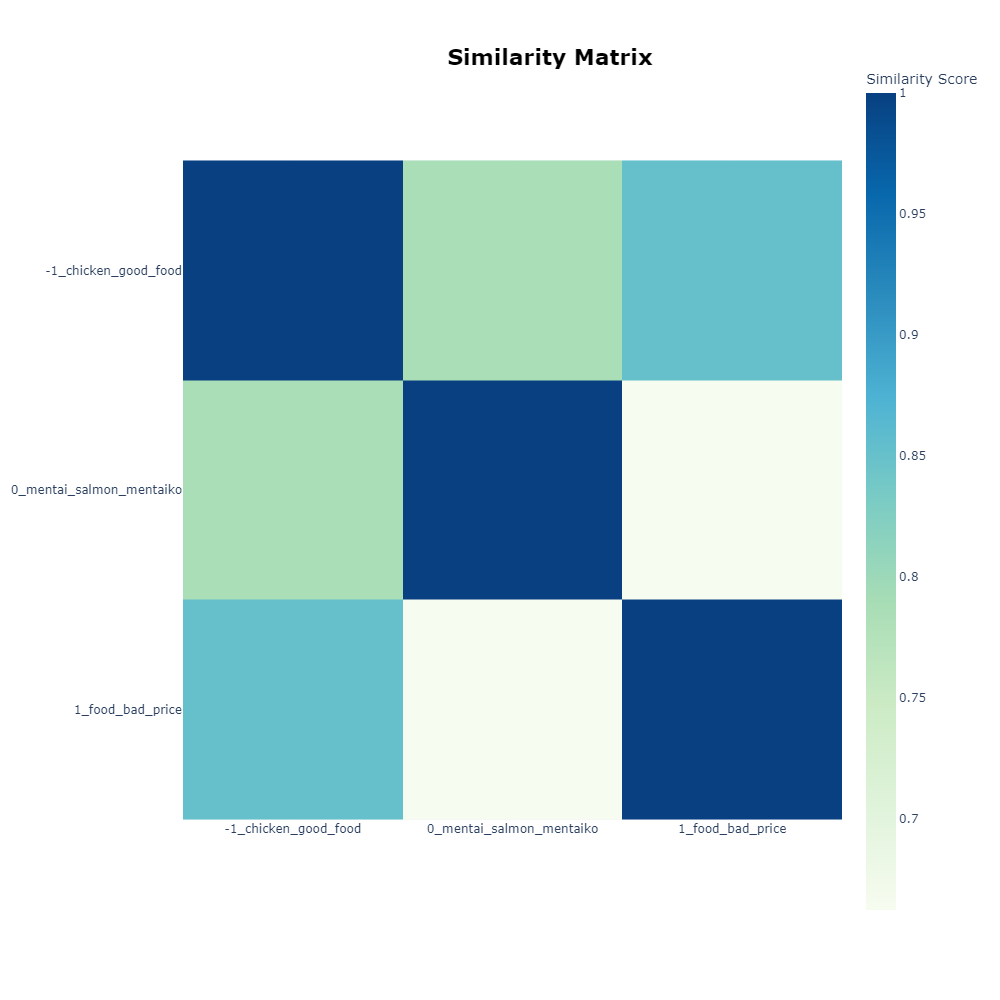 Similarity Matrix
Similarity Score
1
0.95
0.9
0.85
0.8
0.75
0.7
-1_chicken_good_food
0_mentai_salmon_mentaiko
1_food_bad_price
-1_chicken_good_food
0_mentai_salmon_mentaiko
1_food_bad_price